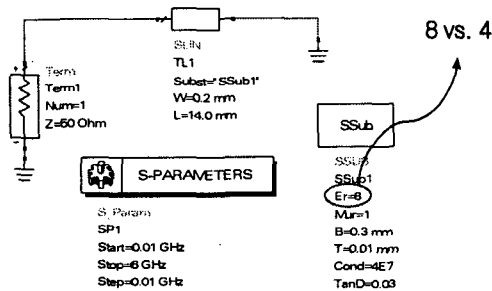 8 vs. 4
SLIN
TL1
Subst="SSub1"
W=0.2 mm
L=14.0 mm
Term
Term1
Num=1
Z=50 Ohm
SSub
SSUB
SSub1
Er=8
Mur=1
B=0.3 mm
T=0.01 mm
Cond=4E7
TanD=0.03
S-PARAMETERS
S_Param
SP1
Start=0.01 GHz
Stop=6 GHz
Step=0.01 GHz